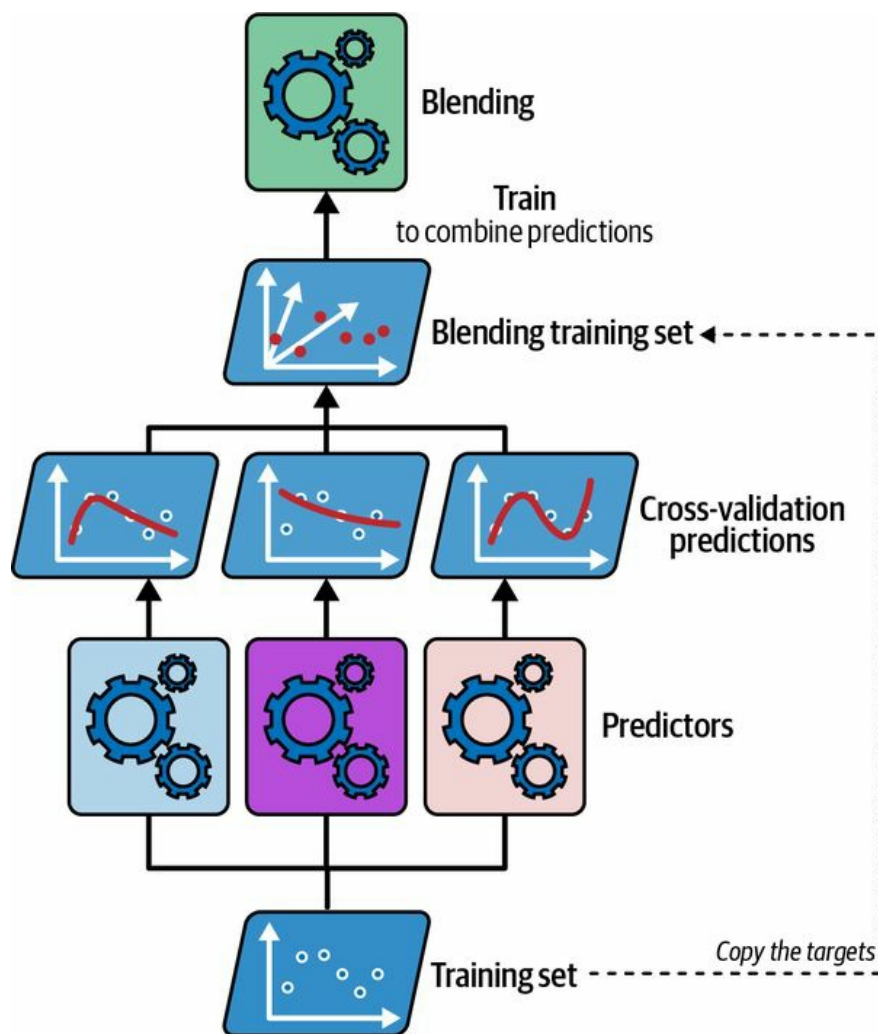 Blending
Train
to combine predictions
Blending training set
Cross-validation
predictions
Predictors
Copy the targets
Training set